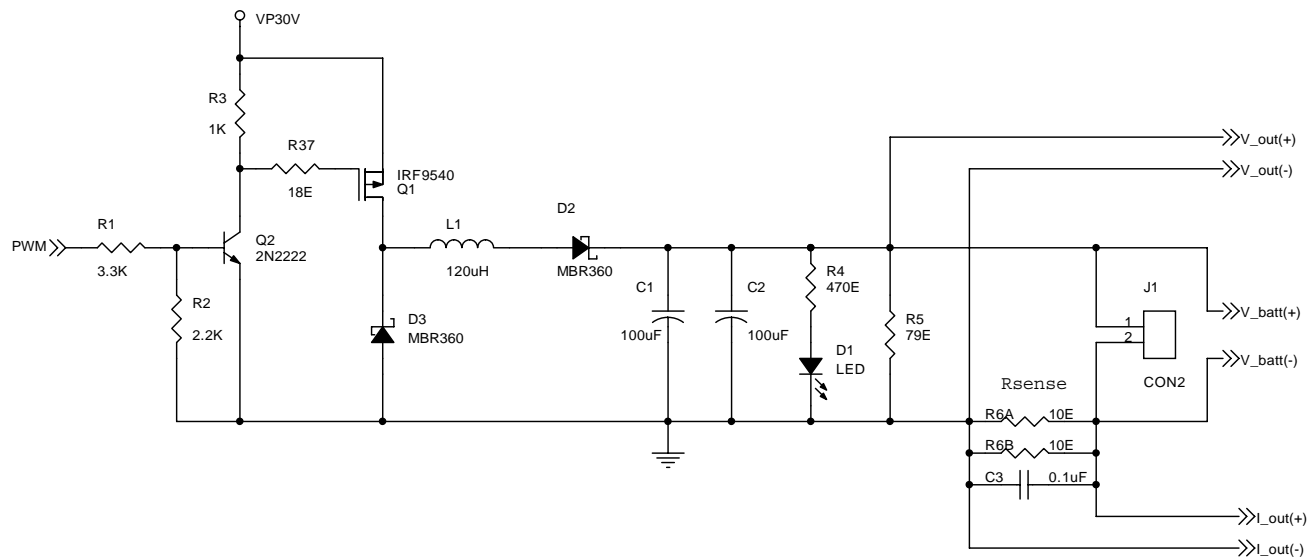 VP30V
R3
1K
R37
18E
IRF9540
Q1
V_out(+)
V_out(-)
PWM
R1
3.3K
Q2
2N2222
L1
120uH
D2
MBR360
R2
2.2K
D3
MBR360
C1
100uF
C2
100uF
R4
470E
D1
LED
R5
79E
J1
1
2
CON2
V_batt(+)
V_batt(-)
Rsense
R6A 10E
R6B 10E
C3 0.1uF
I_out(+)
I_out(-)